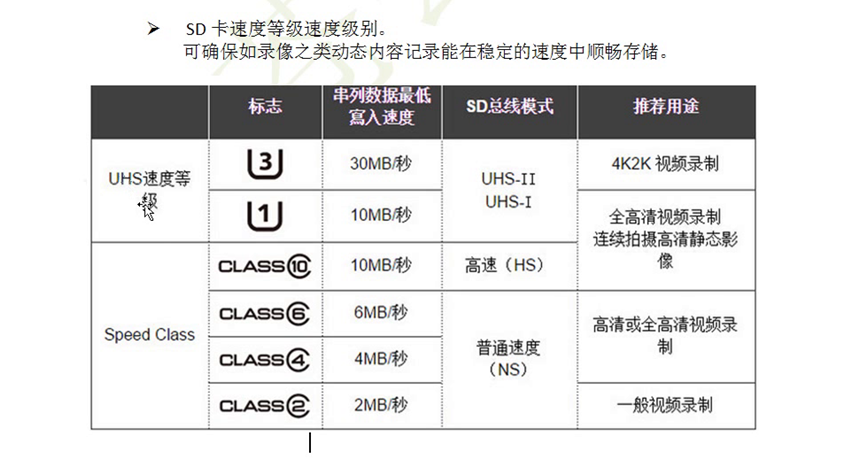 ➢ SD 卡速度等级速度级别。
可确保如录像之类动态内容记录能在稳定的速度中顺畅存储。
标志
串列数据最低
寫入速度
SD总线模式
推荐用途
UHS速度等
级
3
30MB/秒
UHS-II
UHS-I
4K2K 视频录制
1
10MB/秒
全高清视频录制
连续拍摄高清静态影
像
Speed Class
CLASS10
10MB/秒
高速（HS）
CLASS6
6MB/秒
普通速度
（NS）
高清或全高清视频录
制
CLASS4
4MB/秒
CLASS2
2MB/秒
一般视频录制